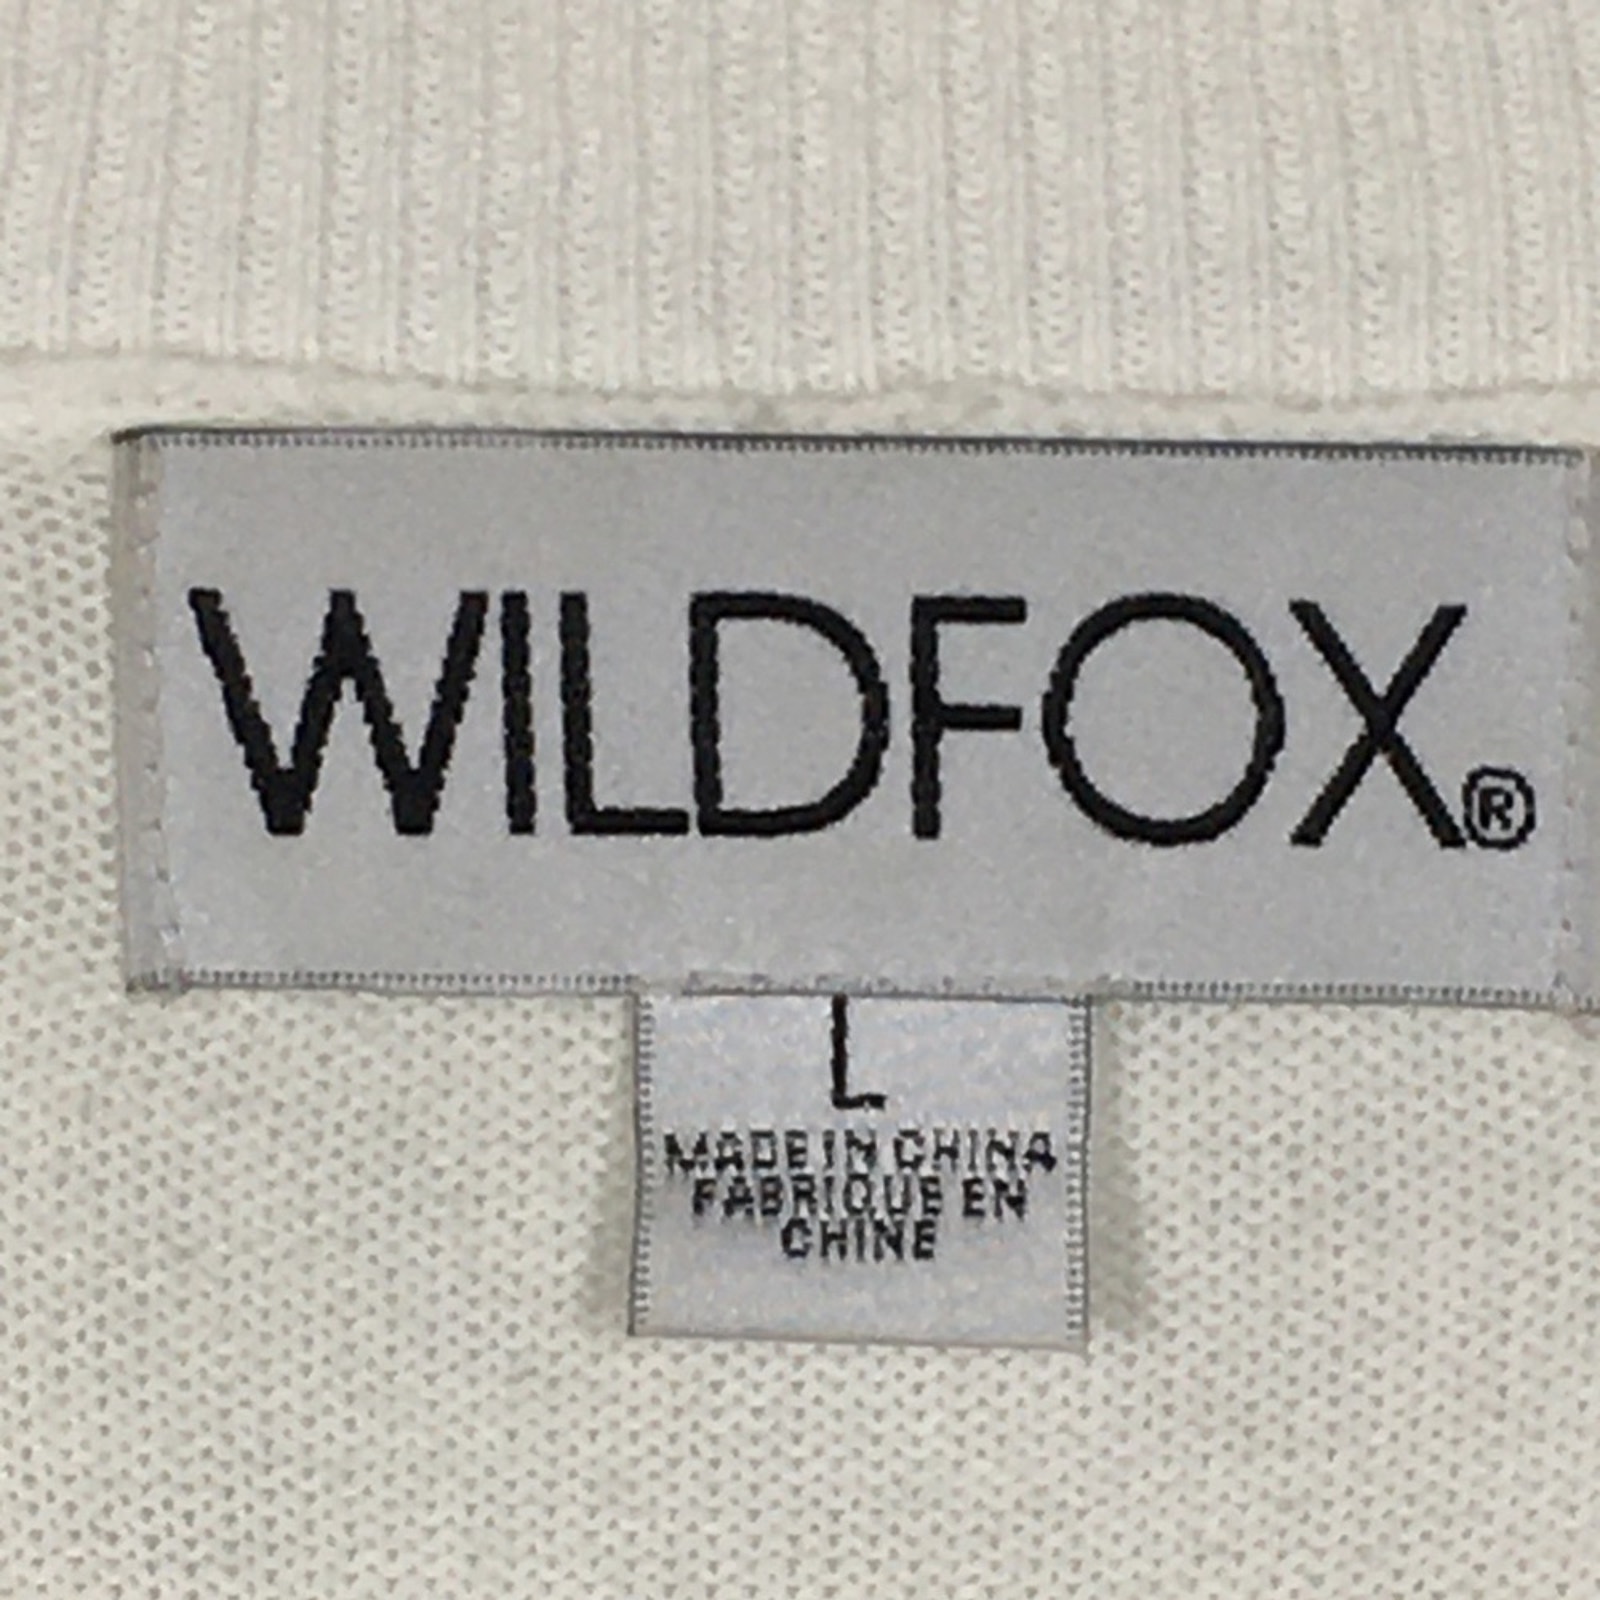 WILDFOX®
L
MADE IN CHINA
FABRIQUE EN
CHINE